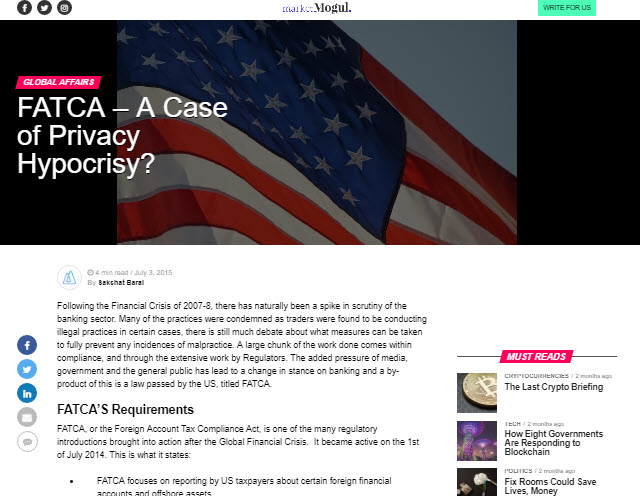 market Mogul.
WRITE FOR US
GLOBAL AFFAIRS
FATCA – A Case
of Privacy
Hypocrisy?
4 min read / July 3, 2015
By Sakshat Baral
Following the Financial Crisis of 2007-8, there has naturally been a spike in scrutiny of the
banking sector. Many of the practices were condemned as traders were found to be conducting
illegal practices in certain cases, there is still much debate about what measures can be taken
to fully prevent any incidences of malpractice. A large chunk of the work done comes within
compliance, and through the extensive work by Regulators. The added pressure of media,
government and the general public has lead to a change in stance on banking and a by-
product of this is a law passed by the US, titled FATCA.
FATCA'S Requirements
FATCA, or the Foreign Account Tax Compliance Act, is one of the many regulatory
introductions brought into action after the Global Financial Crisis. It became active on the 1st
of July 2014. This is what it states:
• FATCA focuses on reporting by US taxpayers about certain foreign financial
accounts and offshore assets
MUST READS
CRYPTOCURRENCIES / 2 months ago
The Last Crypto Briefing
TECH / 2 months ago
How Eight Governments
Are Responding to
Blockchain
POLITICS / 2 months ago
Fix Rooms Could Save
Lives, Money